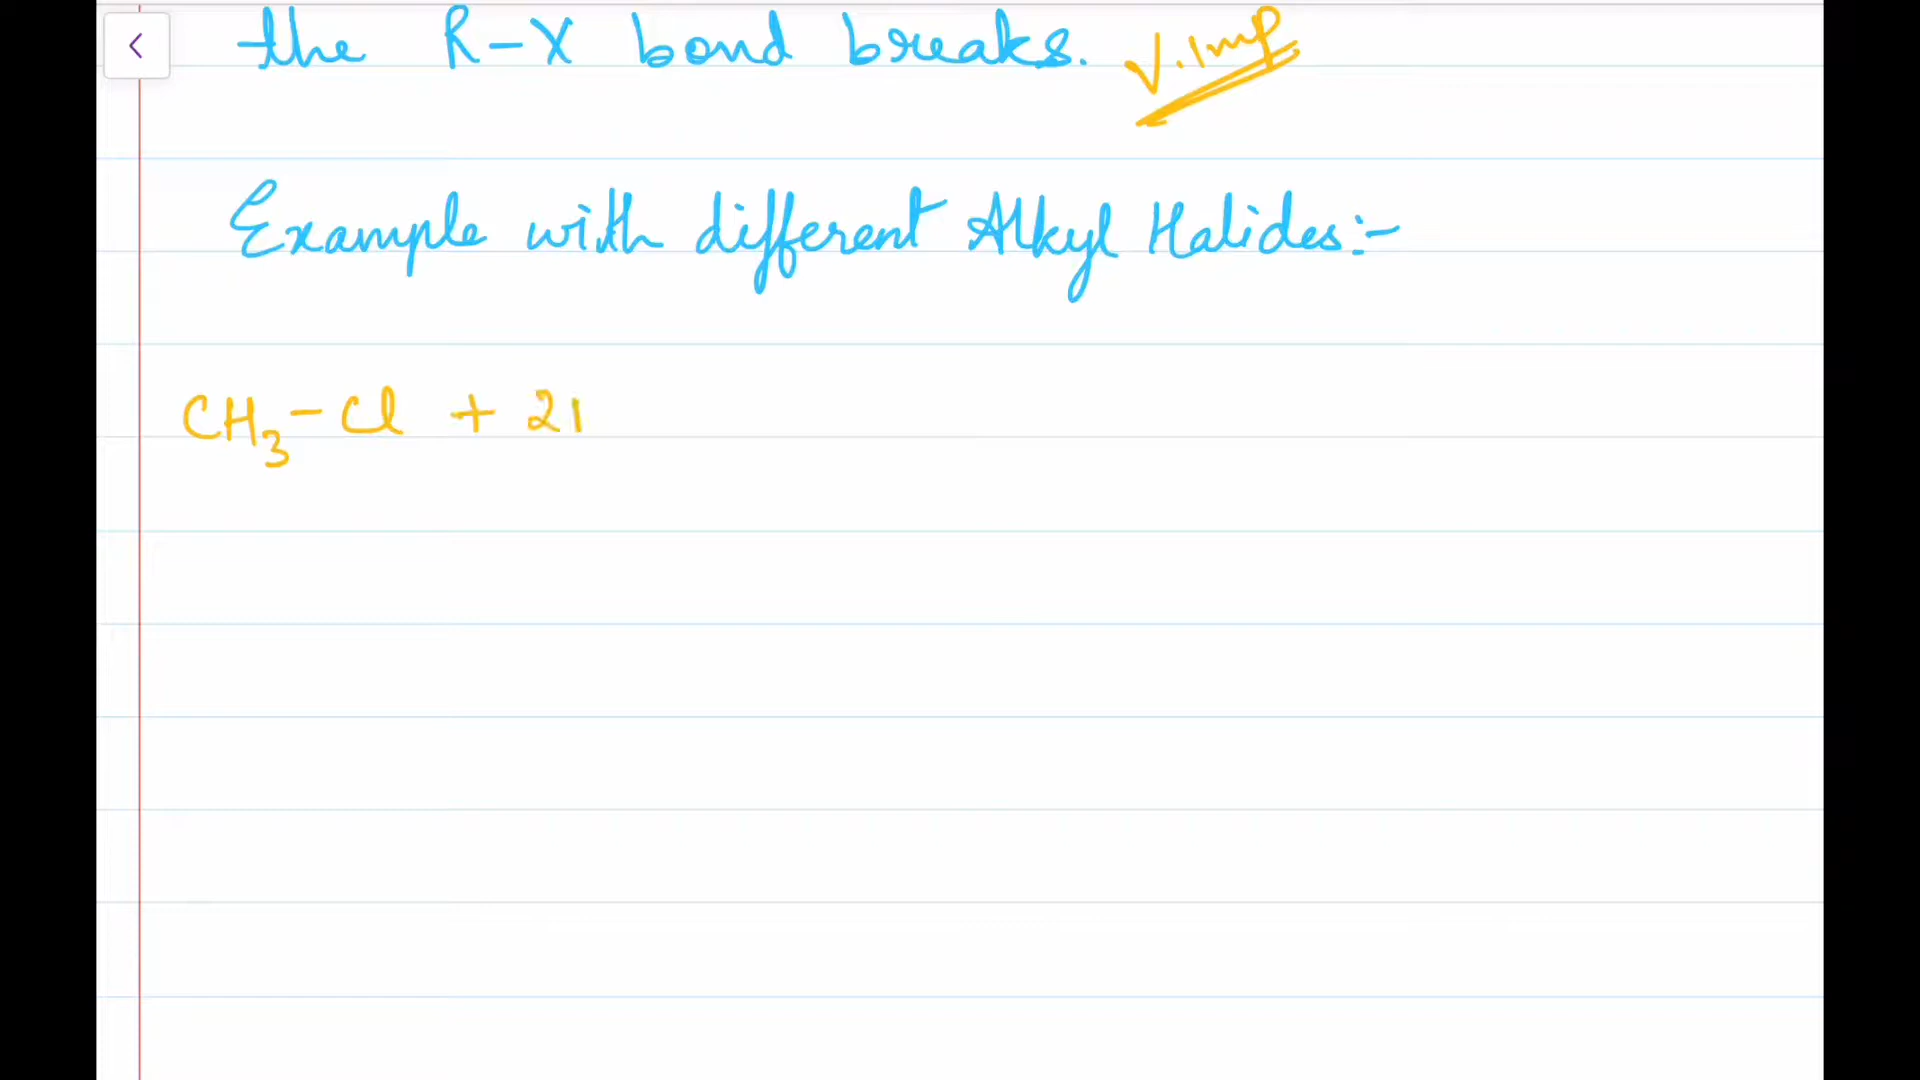 the R-X bond breaks. V.Imp
Example with different Alkyl Halides:-
CH₃-Cl + 2